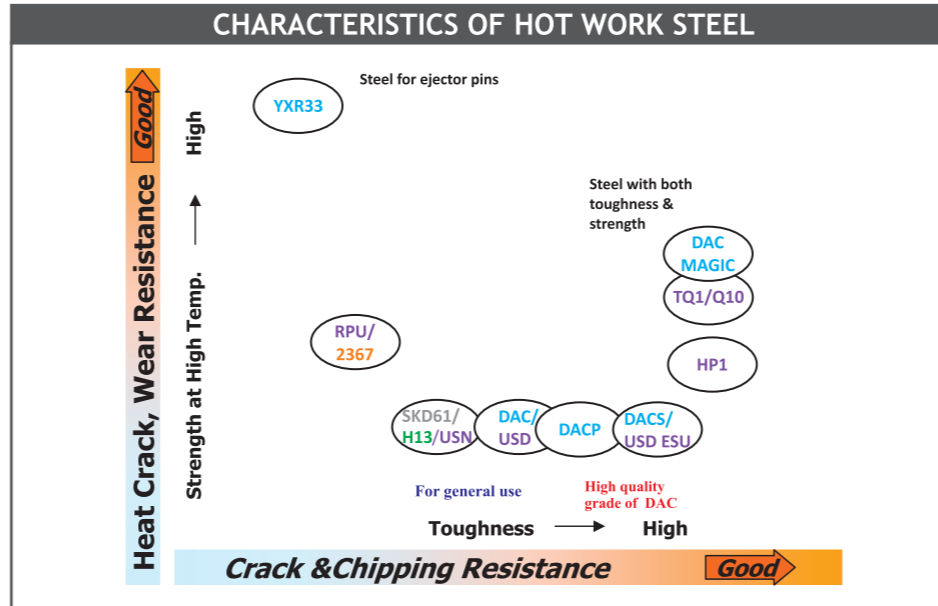 CHARACTERISTICS OF HOT WORK STEEL
Good
Heat Crack, Wear Resistance
High
Strength at High Temp.
YXR33
Steel for ejector pins
Steel with both
toughness &
strength
DAC
MAGIC
TQ1/Q10
HP1
RPU/
2367
SKD61/
H13/USN
DAC/
USD
DACP
DACS/
USD ESU
For general use
High quality
grade of DAC
Toughness
High
Crack &Chipping Resistance
Good